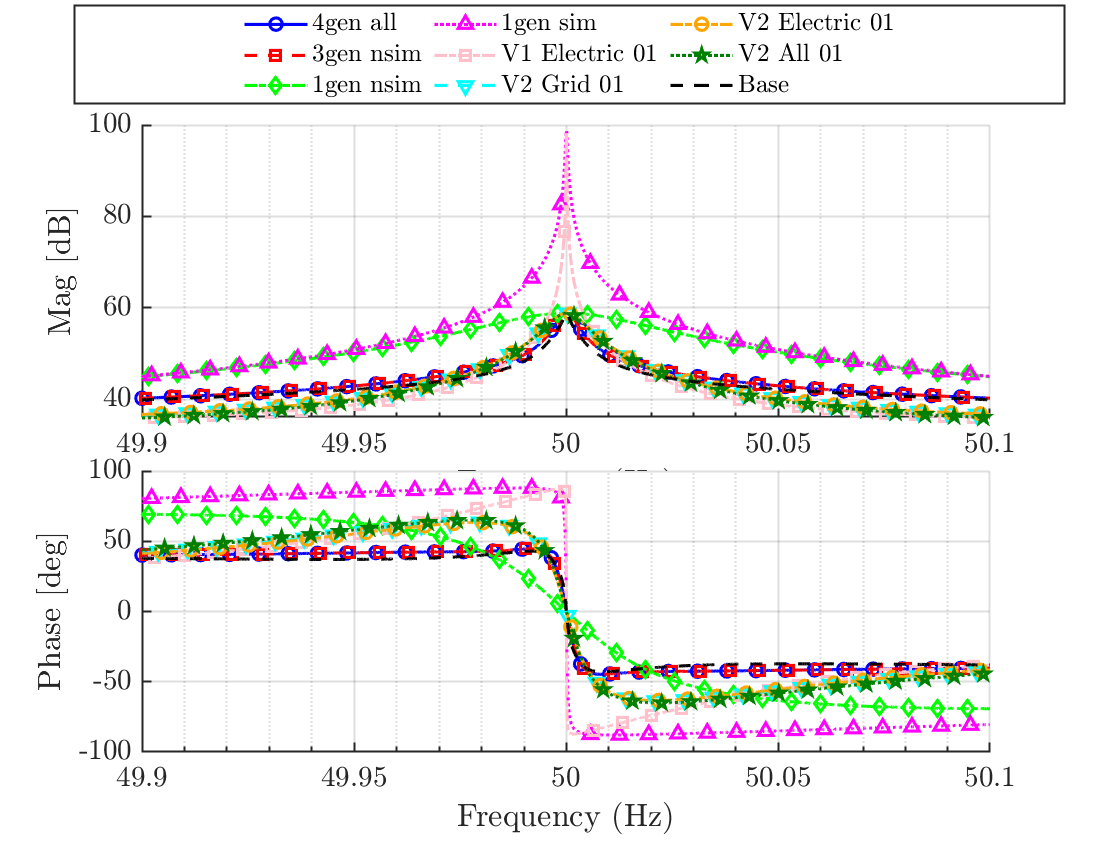 4gen all 1gen sim V2 Electric 01
3gen nsim V1 Electric 01 V2 All 01
1gen nsim V2 Grid 01 Base
100
80
60
40
Mag [dB]
49.9 49.95 50 50.05 50.1
100
50
0
-50
-100
Phase [deg]
49.9 49.95 50 50.05 50.1
Frequency (Hz)